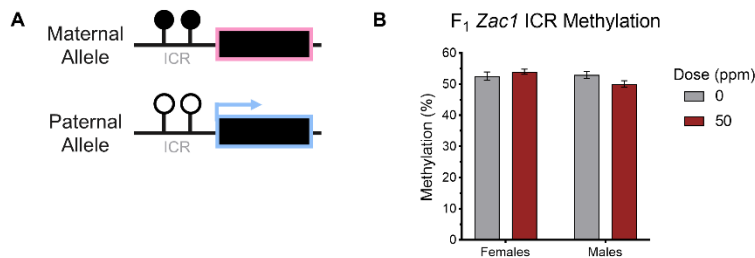 A
Maternal
Allele
ICR
Paternal
Allele
ICR
B
F1 Zac1 ICR Methylation
Methylation (%)
60
50
40
30
20
10
0
Females
Males
Dose (ppm)
0
50